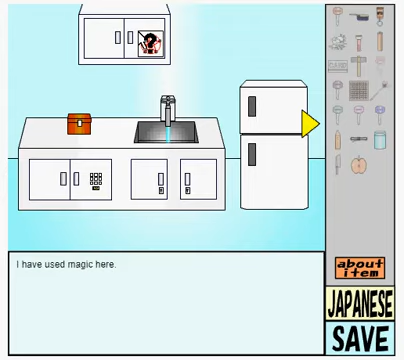 I have used magic here.
about
item
JAPANESE
SAVE